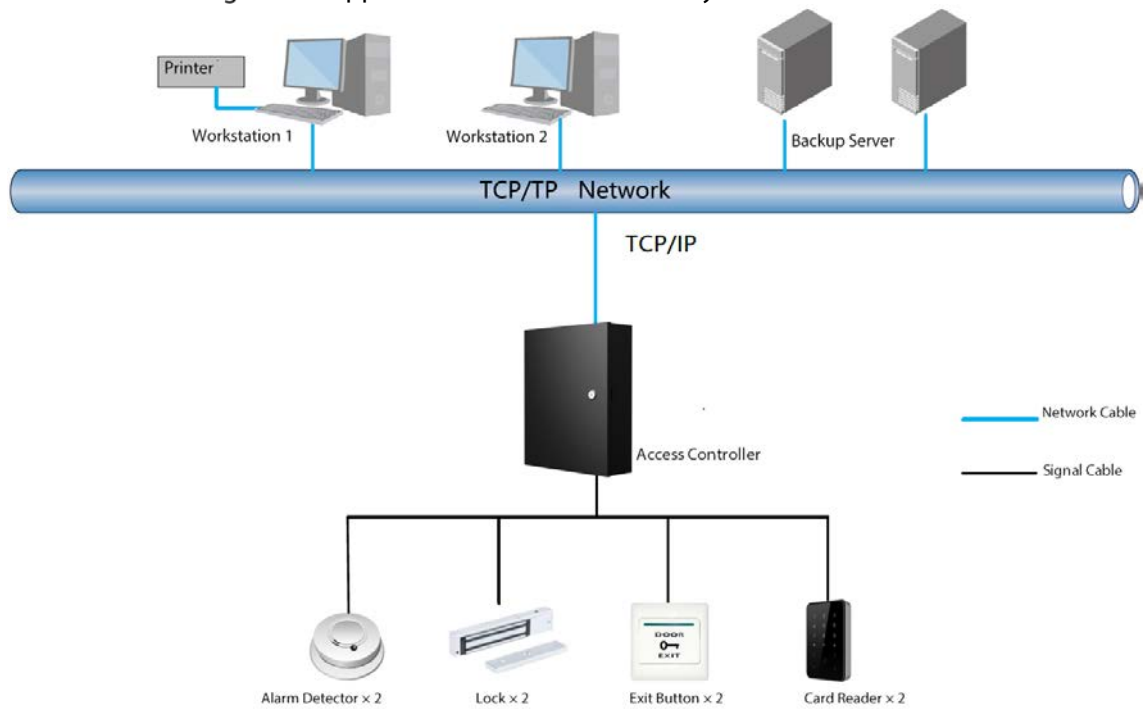 Printer
Workstation 1
Workstation 2
Backup Server
TCP/TP Network
TCP/IP
Access Controller
Network Cable
Signal Cable
DOOR
EXIT
Alarm Detector × 2
Lock × 2
Exit Button × 2
Card Reader × 2